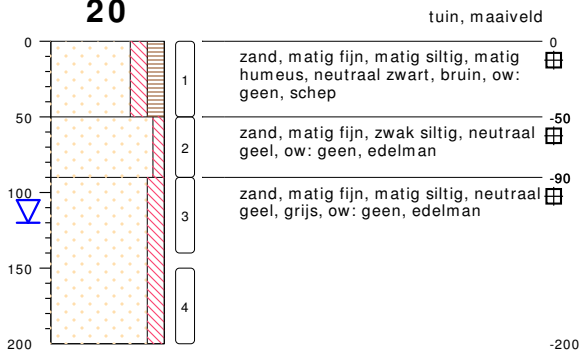 20
tuin, maaiveld
0
0
zand, matig fijn, matig siltig, matig
humeus, neutraal zwart, bruin, ow:
geen, schep
1
50
-50
zand, matig fijn, zwak siltig, neutraal
geel, ow: geen, edelman
2
-90
100
zand, matig fijn, matig siltig, neutraal
geel, grijs, ow: geen, edelman
3
150
4
200
-200